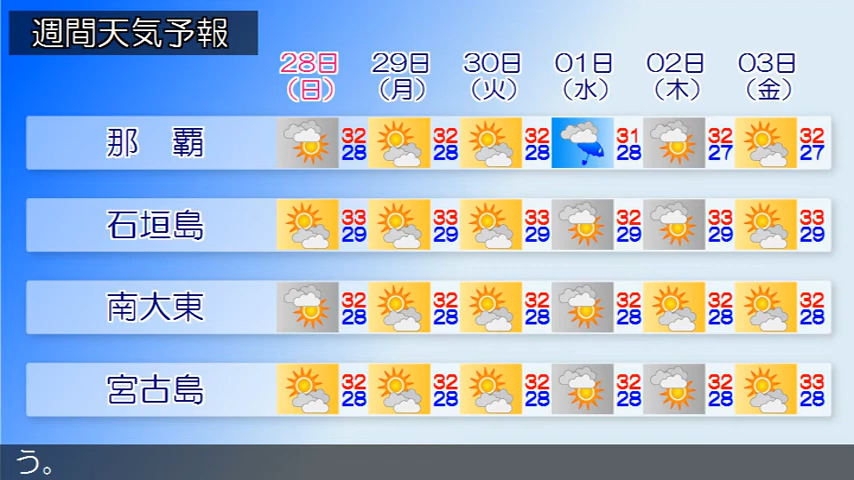 週間天気予報
28日 29日 30日 01日 02日 03日
(日) (月) (火) (水) (木) (金)
那覇 32 28 32 28 32 28 31 28 32 27 32 27
石垣島 33 29 33 29 33 29 32 29 33 29 33 29
南大東 32 28 32 28 32 28 32 28 32 28 32 28
宮古島 32 28 32 28 32 28 32 28 32 28 33 28
う。